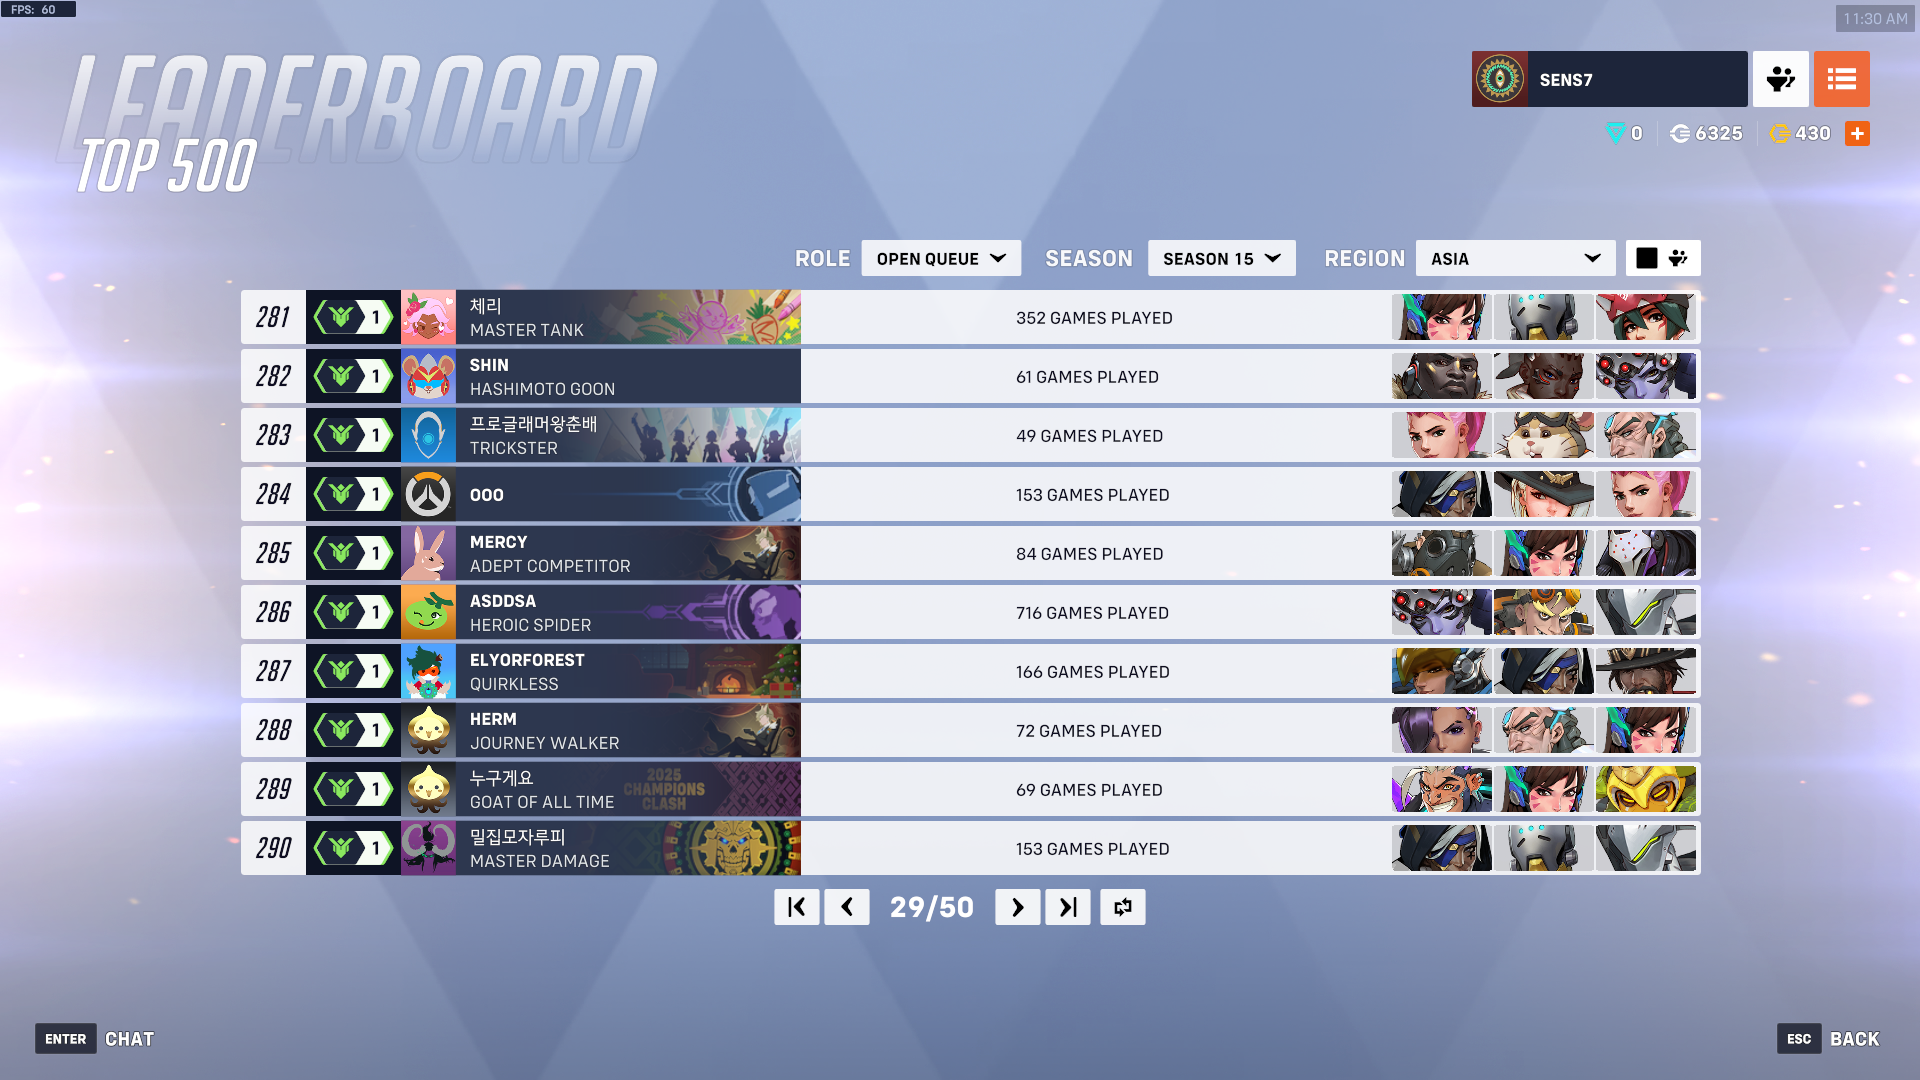 FPS: 60
11:30 AM
LEADERBOARD
TOP 500
SENS7
0 6325 430
ROLE OPEN QUEUE SEASON SEASON 15 REGION ASIA
281 1 체리 MASTER TANK 352 GAMES PLAYED
282 1 SHIN HASHIMOTO GOON 61 GAMES PLAYED
283 1 프로글래머왕춘배 TRICKSTER 49 GAMES PLAYED
284 1 OOO 153 GAMES PLAYED
285 1 MERCY ADEPT COMPETITOR 84 GAMES PLAYED
286 1 ASDDSA HEROIC SPIDER 716 GAMES PLAYED
287 1 ELYORFOREST QUIRKLESS 166 GAMES PLAYED
288 1 HERM JOURNEY WALKER 72 GAMES PLAYED
289 1 누구게요 GOAT OF ALL TIME 2025 CHAMPIONS CLASH 69 GAMES PLAYED
290 1 밀집모자루피 MASTER DAMAGE 153 GAMES PLAYED
29/50
ENTER CHAT
ESC BACK